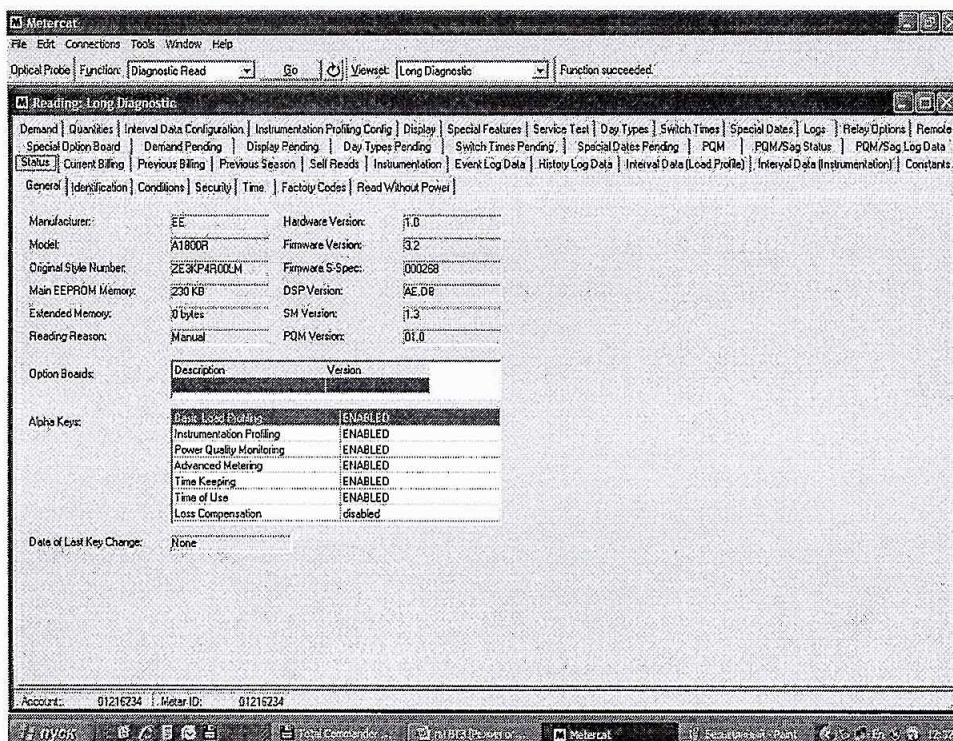 Metercat
File Edit Connections Tools Window Help
Optical Probe Function: Diagnostic Read Go Viewset: Long Diagnostic Function succeeded.
Reading: Long Diagnostic
Demand Quantities Interval Data Configuration Instrumentation Profiling Config Display Special Features Service Test Day Types Switch Times Special Dates Logs Relay Options Remote
Special Option Board Demand Pending Display Pending Day Types Pending Switch Times Pending Special Dates Pending PQM PQM/Sag Status PQM/Sag Log Data
Status Current Billing Previous Billing Previous Season Self Reads Instrumentation Event Log Data History Log Data Interval Data (Load Profile) Interval Data (Instrumentation) Constants
General Identification Conditions Security Time Factory Codes Read Without Power
Manufacturer: EE Hardware Version: 1.0
Model: A1800R Firmware Version: 3.2
Original Style Number: ZE3KP4R00LM Firmware S-Spec: 000268
Main EEPROM Memory: 230 KB DSP Version: AE.DB
Extended Memory: 0 bytes SM Version: 1.3
Reading Reason: Manual PQM Version: 01.0
Option Boards: Description Version
Alpha Keys: Basic Load Profiling ENABLED
Instrumentation Profiling ENABLED
Power Quality Monitoring ENABLED
Advanced Metering ENABLED
Time Keeping ENABLED
Time of Use ENABLED
Loss Compensation disabled
Date of Last Key Change: None
Account: 01216234 Meter ID: 01216234
пуск Total Commander ... Metercat Безымянный - Paint En